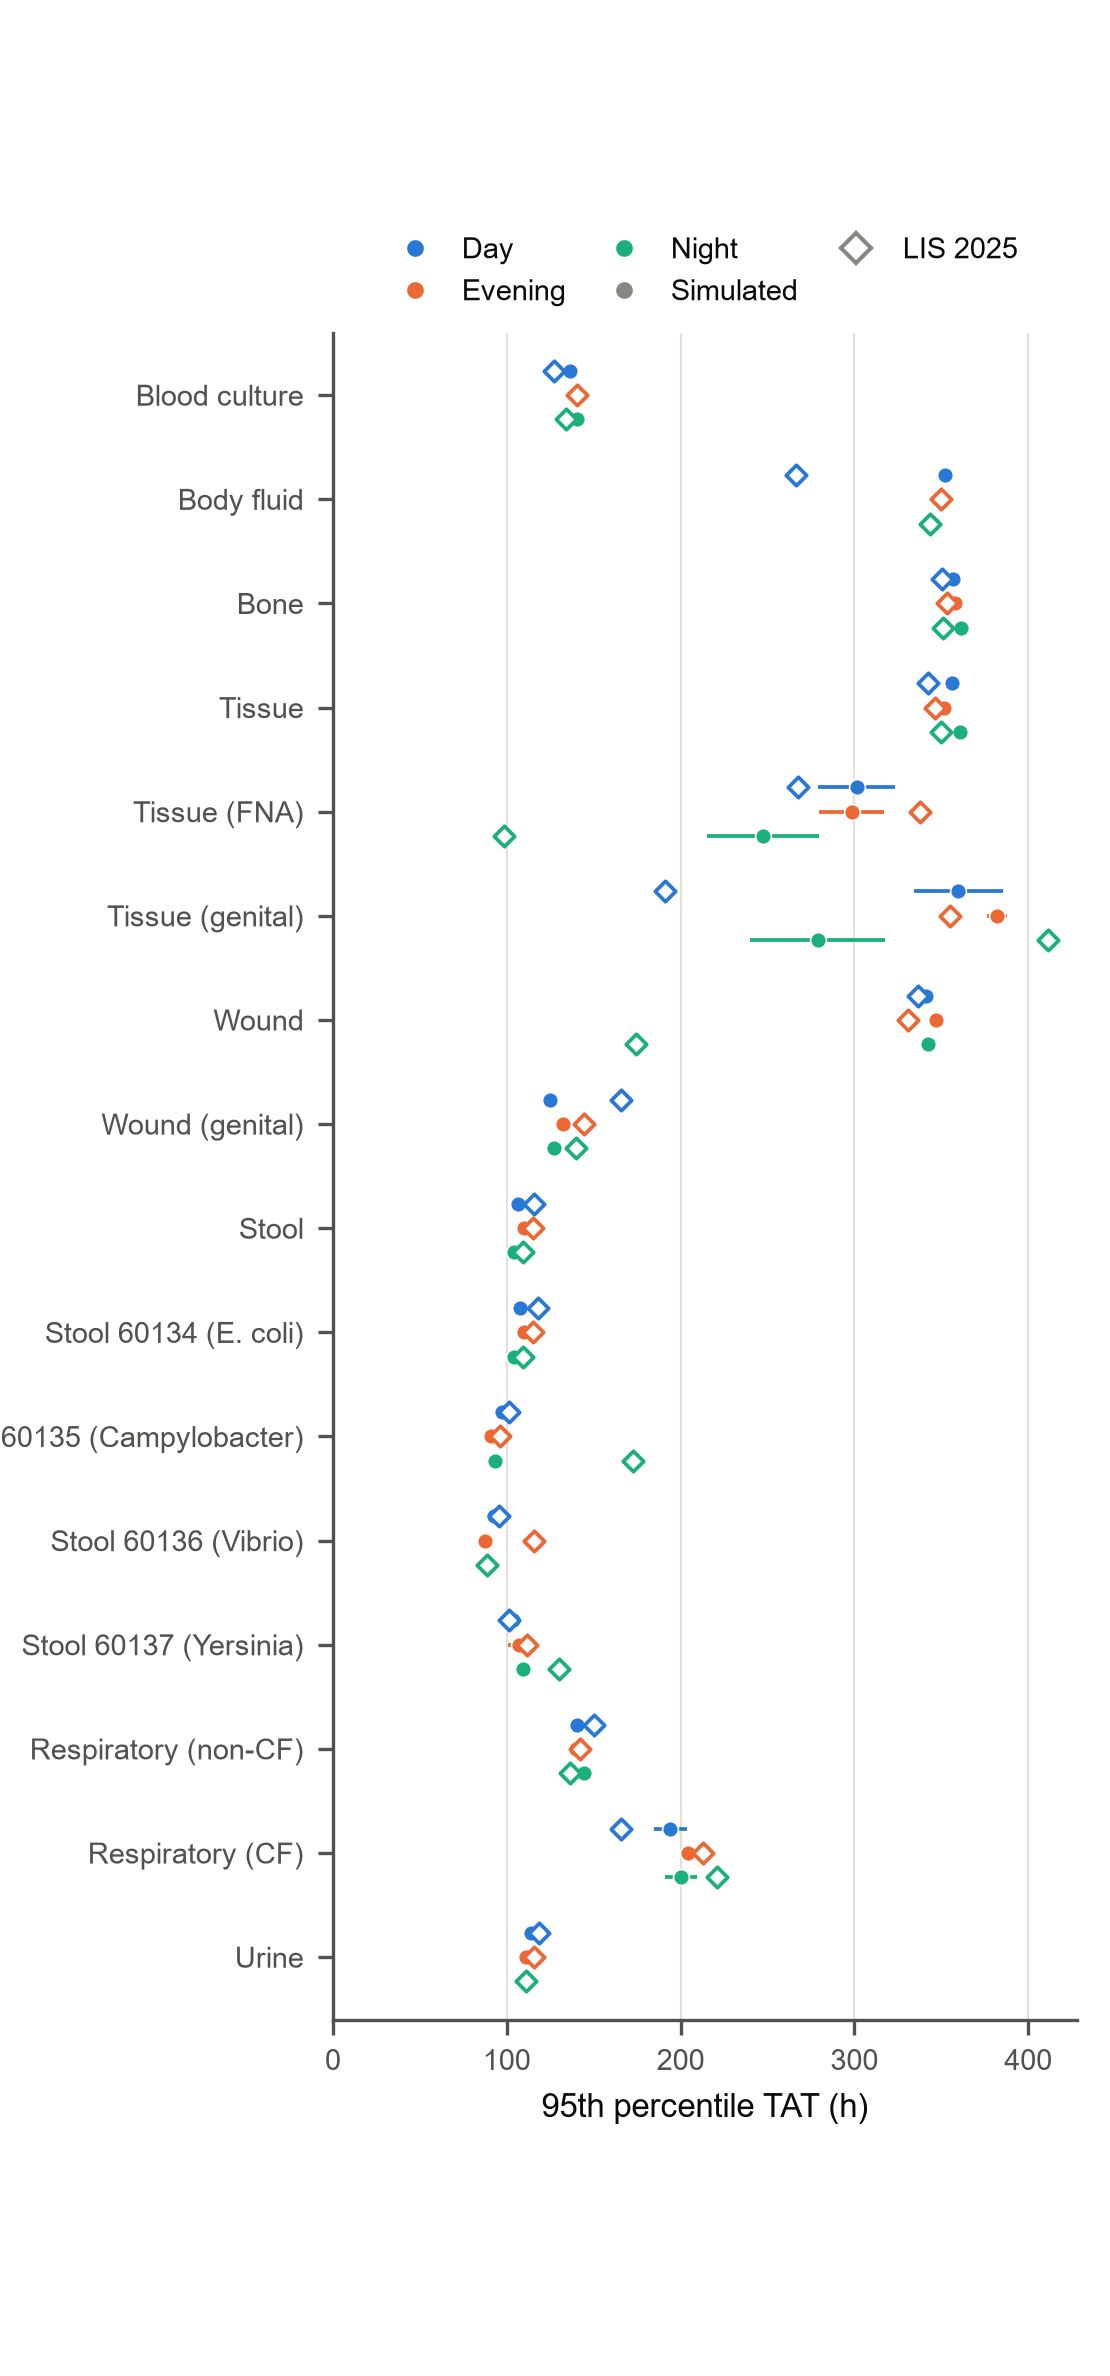 Day
Night
LIS 2025
Evening
Simulated
Blood culture
Body fluid
Bone
Tissue
Tissue (FNA)
Tissue (genital)
Wound
Wound (genital)
Stool
Stool 60134 (E. coli)
60135 (Campylobacter)
Stool 60136 (Vibrio)
Stool 60137 (Yersinia)
Respiratory (non-CF)
Respiratory (CF)
Urine
0 100 200 300 400
95th percentile TAT (h)